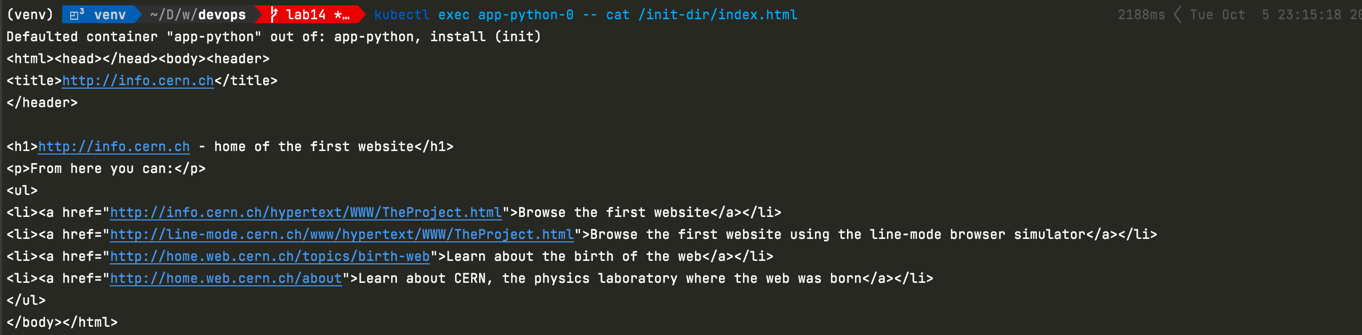 (venv) venv ~/D/w/devops lab14 *… kubectl exec app-python-0 -- cat /init-dir/index.html 2188ms Tue Oct 5 23:15:18
Defaulted container "app-python" out of: app-python, install (init)
<html><head></head><body><header>
<title>http://info.cern.ch</title>
</header>
<h1>http://info.cern.ch - home of the first website</h1>
<p>From here you can:</p>
<ul>
<li><a href="http://info.cern.ch/hypertext/WWW/TheProject.html">Browse the first website</a></li>
<li><a href="http://line-mode.cern.ch/www/hypertext/WWW/TheProject.html">Browse the first website using the line-mode browser simulator</a></li>
<li><a href="http://home.web.cern.ch/topics/birth-web">Learn about the birth of the web</a></li>
<li><a href="http://home.web.cern.ch/about">Learn about CERN, the physics laboratory where the web was born</a></li>
</ul>
</body></html>